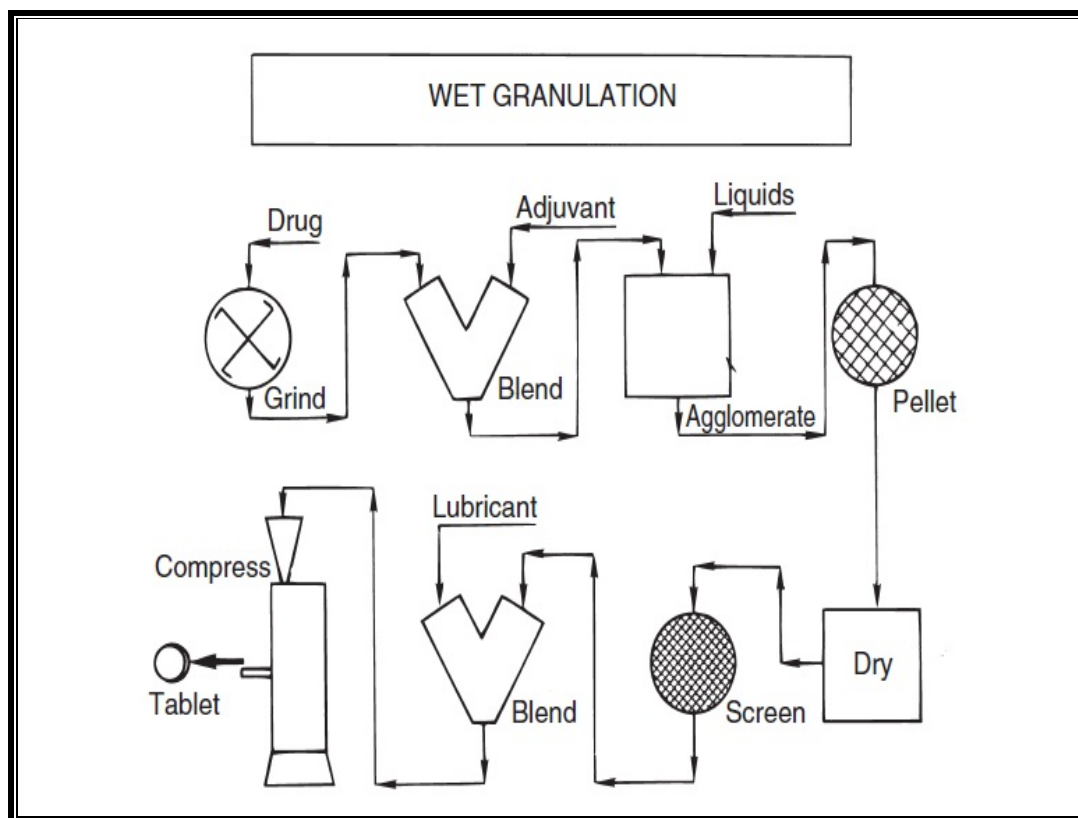 WET GRANULATION
Drug
Adjuvant
Liquids
Grind
Blend
Agglomerate
Pellet
Lubricant
Compress
Dry
Tablet
Blend
Screen